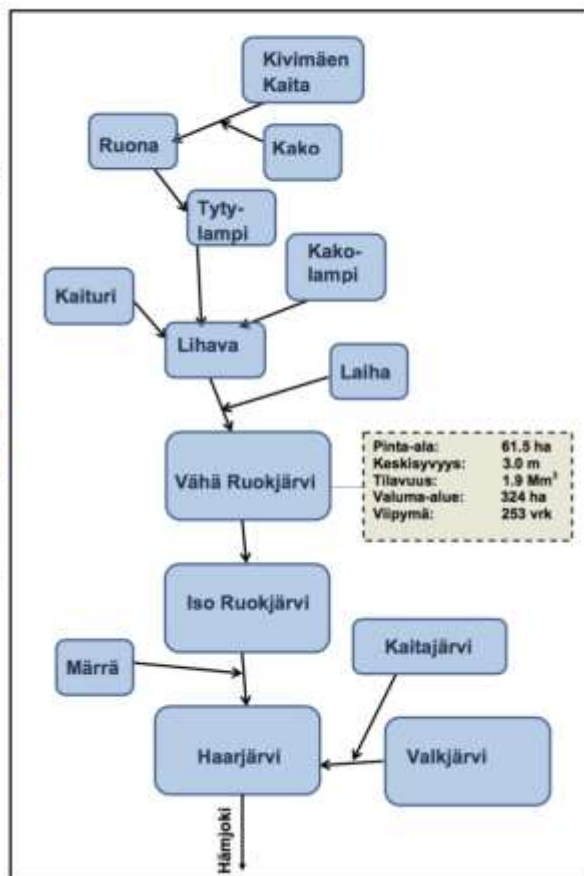 Kivimäen
Kaita
Ruona
Kako
Tyty-
lampi
Kako-
lampi
Kaituri
Lihava
Laiha
Vähä Ruokjärvi
Pinta-ala: 61.5 ha
Keskisyvyys: 3.0 m
Tilavuus: 1.9 Mm³
Valuma-alue: 324 ha
Viipymä: 253 vrk
Iso Ruokjärvi
Kaitajärvi
Märrä
Haarjärvi
Valkjärvi
Hämjoki